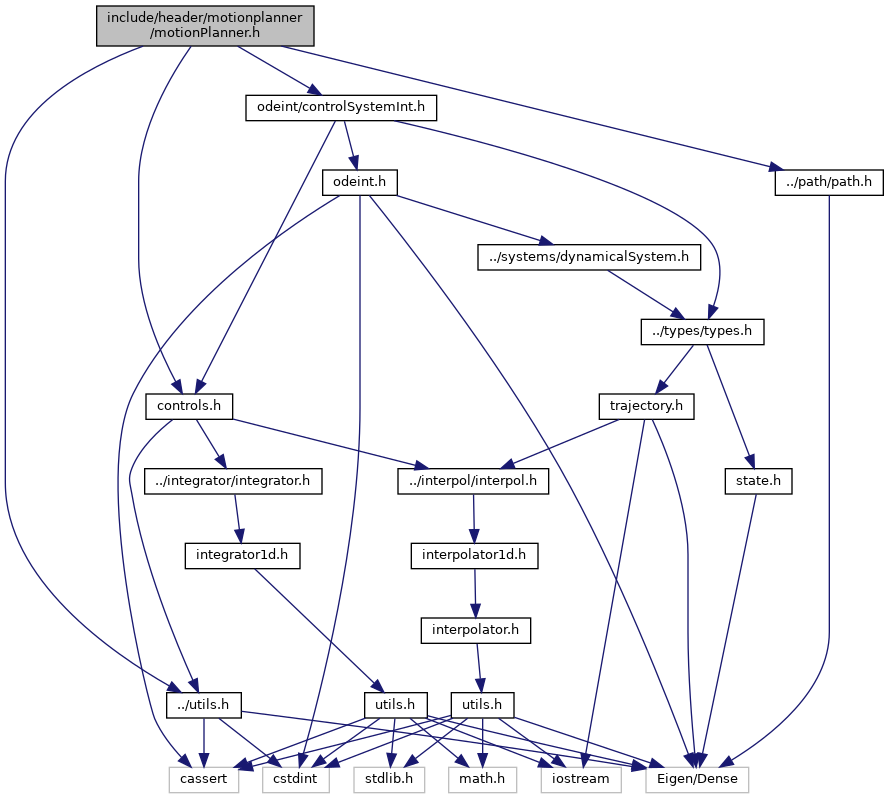 include/header/motionplanner
/motionPlanner.h
odeint/controlSystemInt.h
odeint.h
../path/path.h
../systems/dynamicalSystem.h
../types/types.h
controls.h
trajectory.h
../integrator/integrator.h
../interpol/interpol.h
state.h
integrator1d.h
interpolator1d.h
interpolator.h
../utils.h
utils.h
utils.h
cassert
cstdint
stdlib.h
math.h
iostream
Eigen/Dense